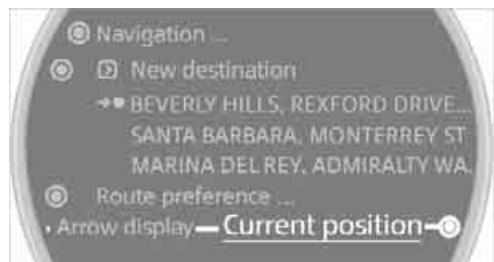 Navigation ...
New destination
BEVERLY HILLS, REXFORD DRIVE...
SANTA BARBARA, MONTERREY ST
MARINA DEL REY, ADMIRALTY WA.
Route preference ...
Arrow display Current position